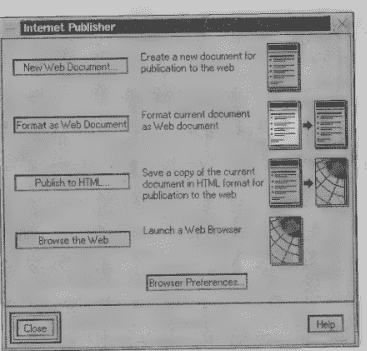 Internet Publisher
New Web Document...
Create a new document for
publication to the web
Format as Web Document
Format current document
as Web document
Publish to HTML...
Save a copy of the current
document in HTML format for
publication to the web
Browse the Web
Launch a Web Browser
Browser Preferences...
Close
Help